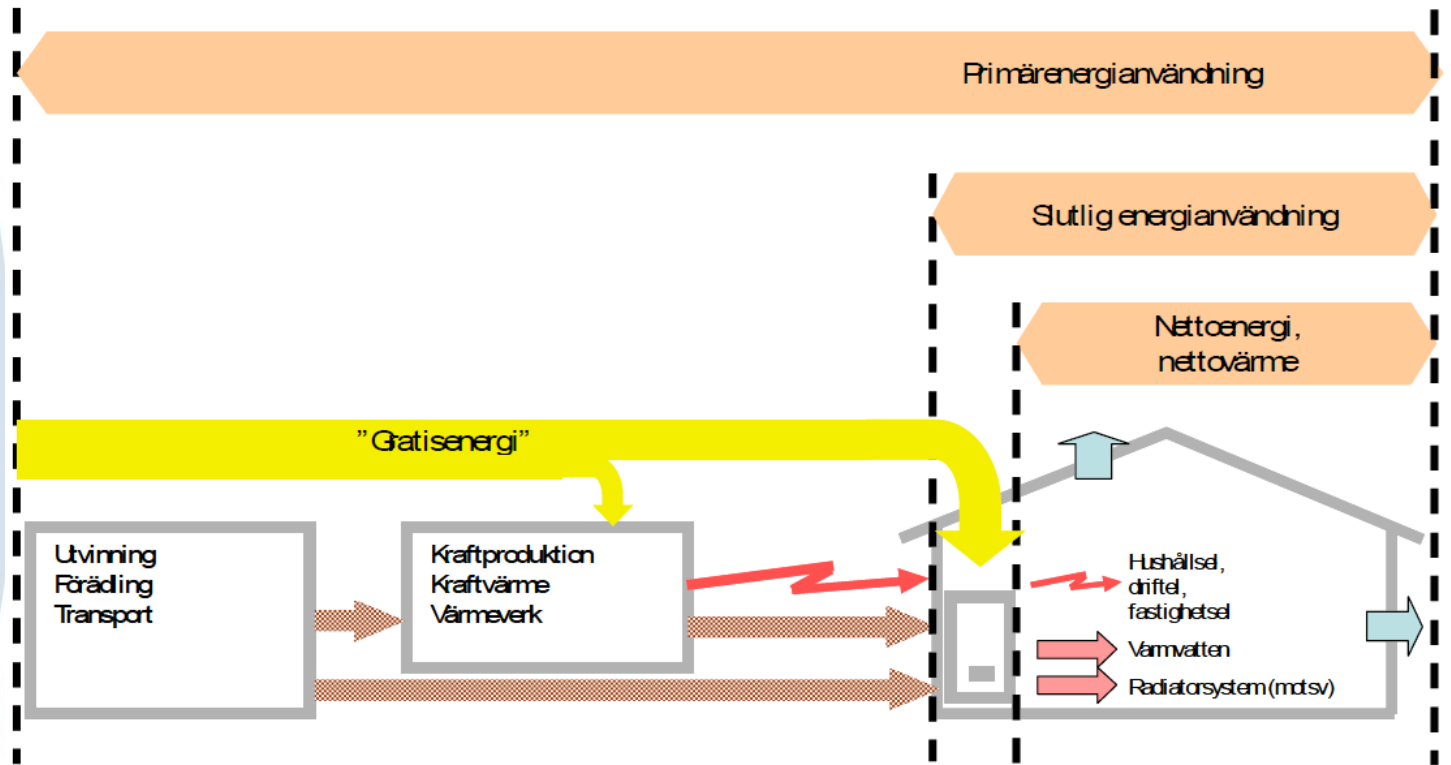 Primärenergianvändning
Slutlig energianvändning
Nettoenergi,
nettovärme
"Gratisenergi"
Utvinning
Förädling
Transport
Kraftproduktion
Kraftvärme
Värmeverk
Hushållsel,
driftel,
fastighetsel
Varmvatten
Radiatorsystem (motsv)